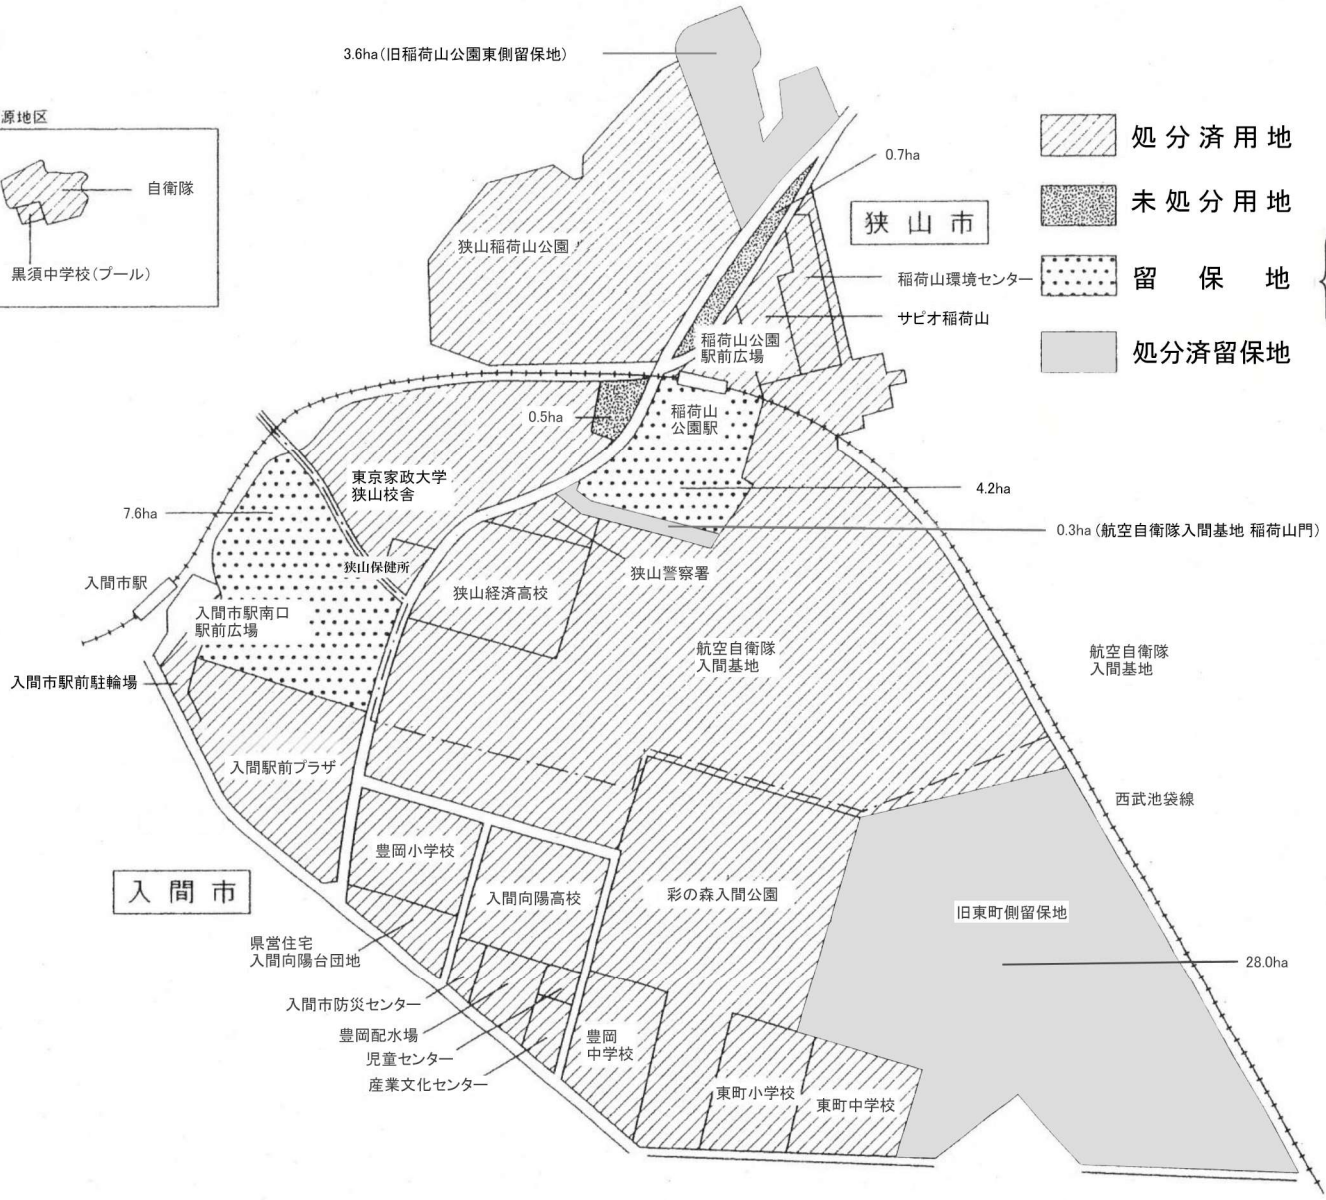 3.6ha(旧稲荷山公園東側留保地)
源地区
自衛隊
黒須中学校(プール)
処分済用地
未処分用地
留保地
処分済留保地
0.7ha
狭山市
狭山稲荷山公園
稲荷山環境センター
サピオ稲荷山
稲荷山公園
駅前広場
稲荷山
公園駅
0.5ha
東京家政大学
狭山校舎
4.2ha
7.6ha
0.3ha (航空自衛隊入間基地 稲荷山門)
狭山保健所
狭山警察署
狭山経済高校
入間市駅
入間市駅南口
駅前広場
航空自衛隊
入間基地
航空自衛隊
入間基地
入間市駅前駐輪場
入間駅前プラザ
西武池袋線
豊岡小学校
入間市
入間向陽高校
彩の森入間公園
旧東町側留保地
県営住宅
入間向陽台団地
28.0ha
入間市防災センター
豊岡配水場
児童センター
産業文化センター
豊岡
中学校
東町小学校
東町中学校